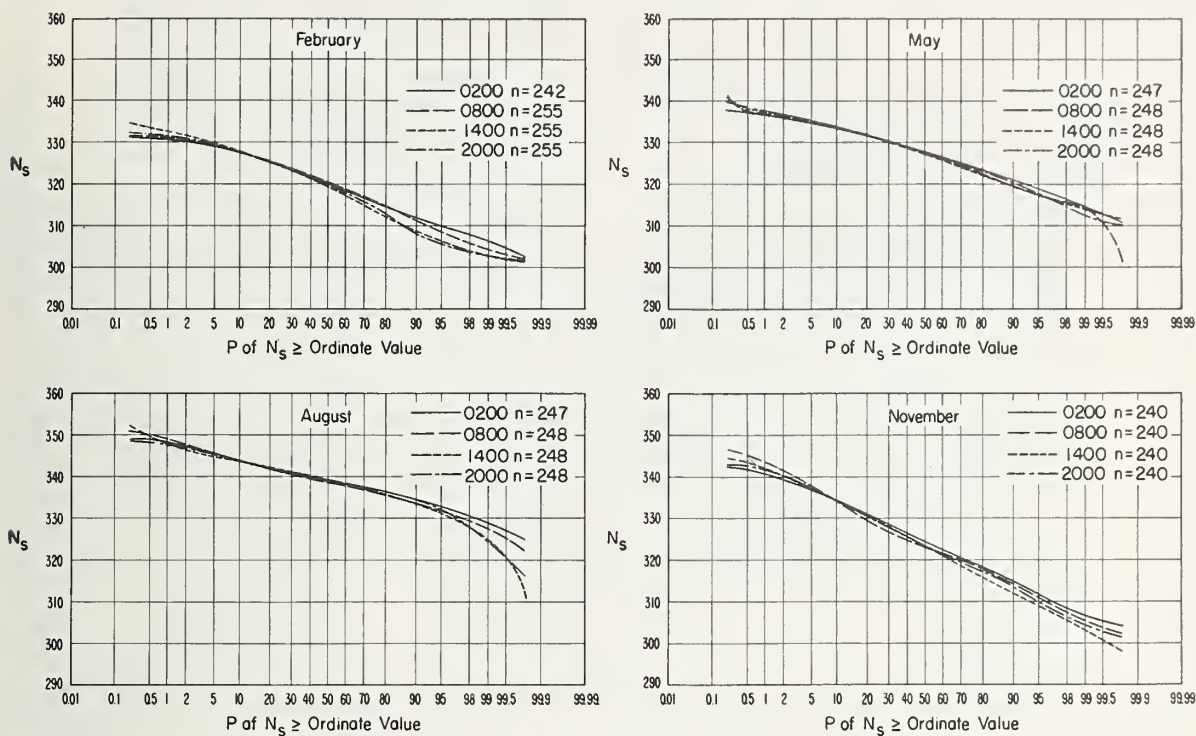 February
0200 n=242
0800 n=255
1400 n=255
2000 n=255
N_S
360
350
340
330
320
310
300
290
0.01 0.1 0.5 1 2 5 10 20 30 40 50 60 70 80 90 95 98 99 99.5 99.9 99.99
P of N_S ≥ Ordinate Value
May
0200 n=247
0800 n=248
1400 n=248
2000 n=248
N_S
360
350
340
330
320
310
300
290
0.01 0.1 0.5 1 2 5 10 20 30 40 50 60 70 80 90 95 98 99 99.5 99.9 99.99
P of N_S ≥ Ordinate Value
August
0200 n=247
0800 n=248
1400 n=248
2000 n=248
N_S
360
350
340
330
320
310
300
290
0.01 0.1 0.5 1 2 5 10 20 30 40 50 60 70 80 90 95 98 99 99.5 99.9 99.99
P of N_S ≥ Ordinate Value
November
0200 n=240
0800 n=240
1400 n=240
2000 n=240
N_S
360
350
340
330
320
310
300
290
0.01 0.1 0.5 1 2 5 10 20 30 40 50 60 70 80 90 95 98 99 99.5 99.9 99.99
P of N_S ≥ Ordinate Value